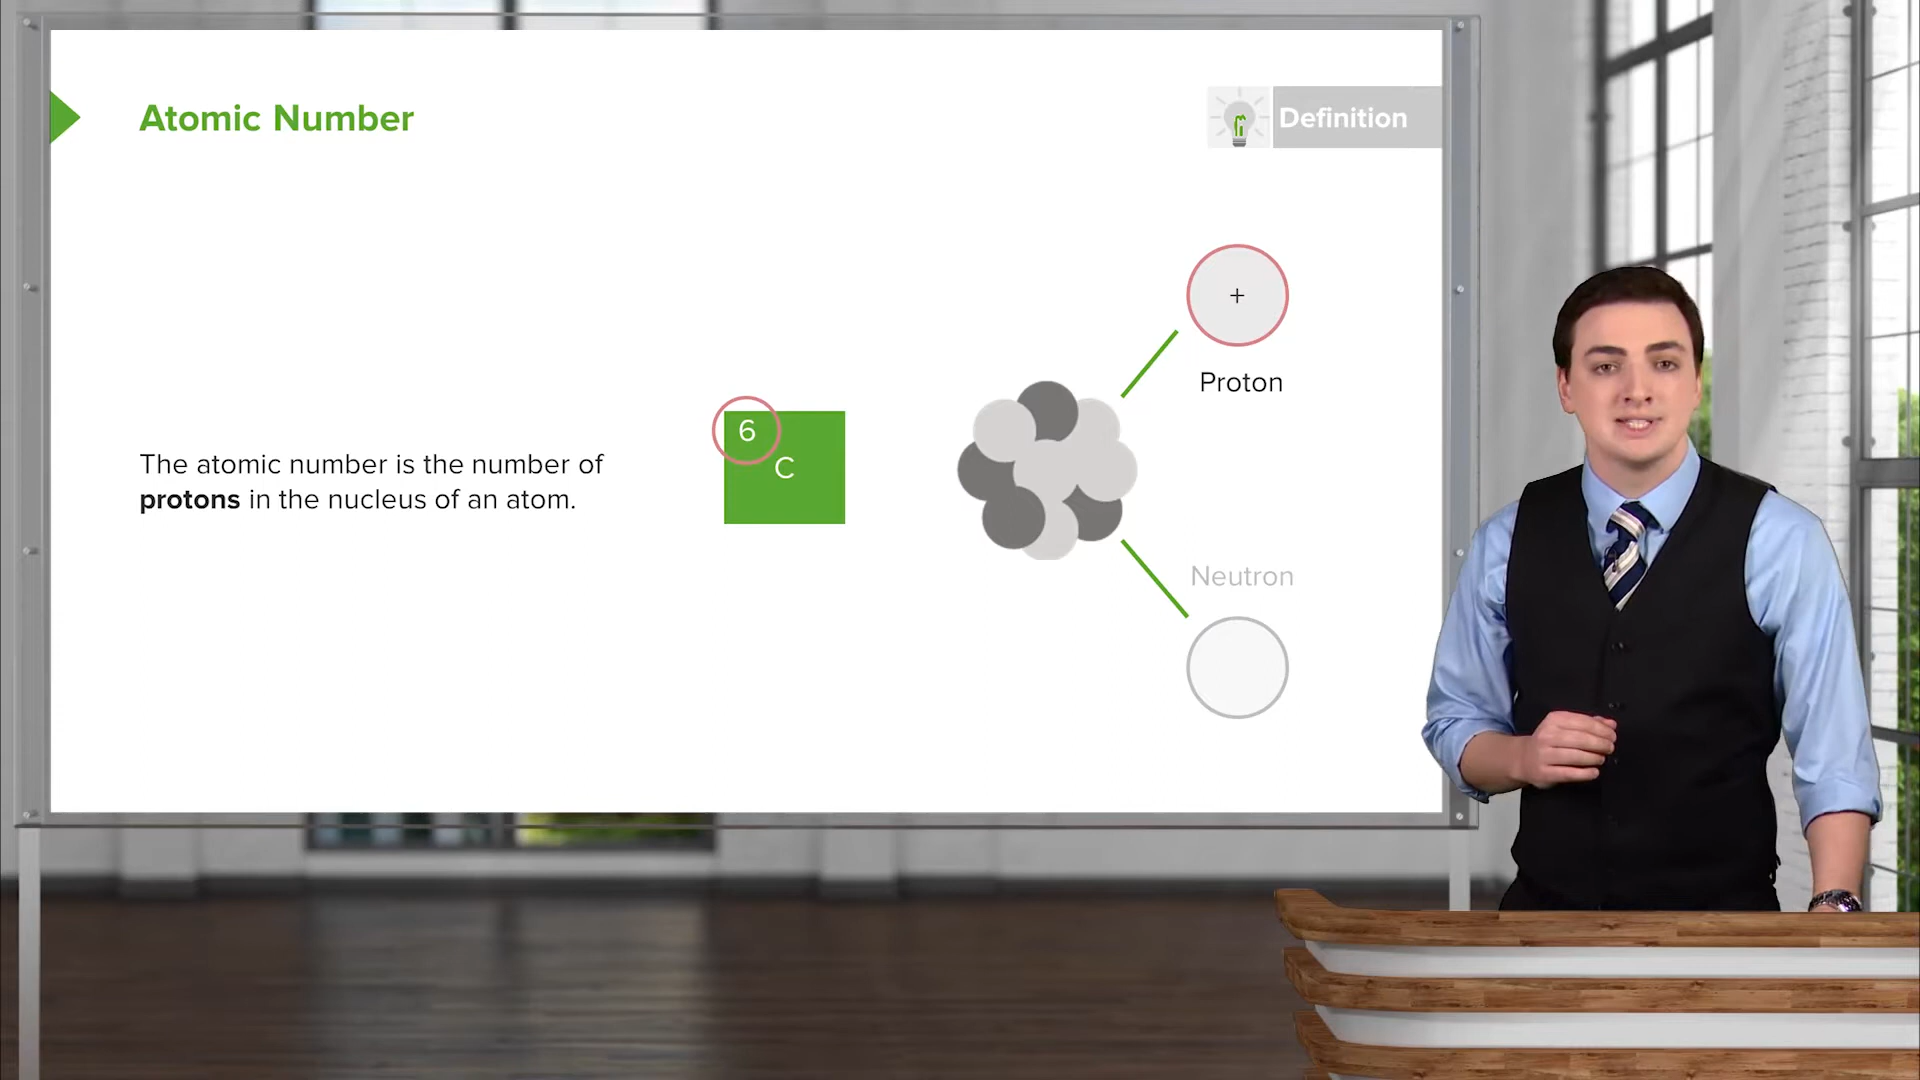 Atomic Number
Definition
+
Proton
6
C
The atomic number is the number of
protons in the nucleus of an atom.
Neutron